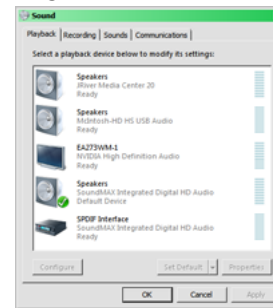 Sound
Playback
Recording
Sounds
Communications
Select a playback device below to modify its settings:
Speakers
JRiver Media Center 20
Ready
Speakers
McIntosh-HD HS USB Audio
Ready
EA273WM-1
NVIDIA High Definition Audio
Ready
Speakers
SoundMAX Integrated Digital HD Audio
Default Device
SPDIF Interface
SoundMAX Integrated Digital HD Audio
Ready
Configure
Set Default
Properties
OK
Cancel
Apply